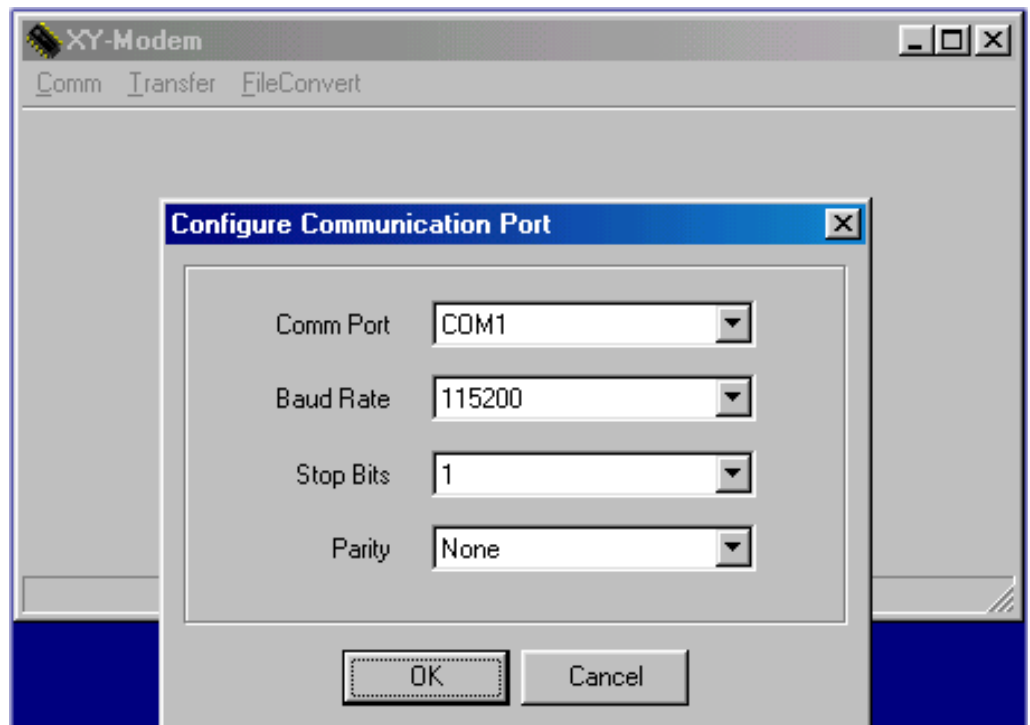 XY-Modem
Comm Transfer FileConvert
Configure Communication Port
Comm Port COM1
Baud Rate 115200
Stop Bits 1
Parity None
OK Cancel